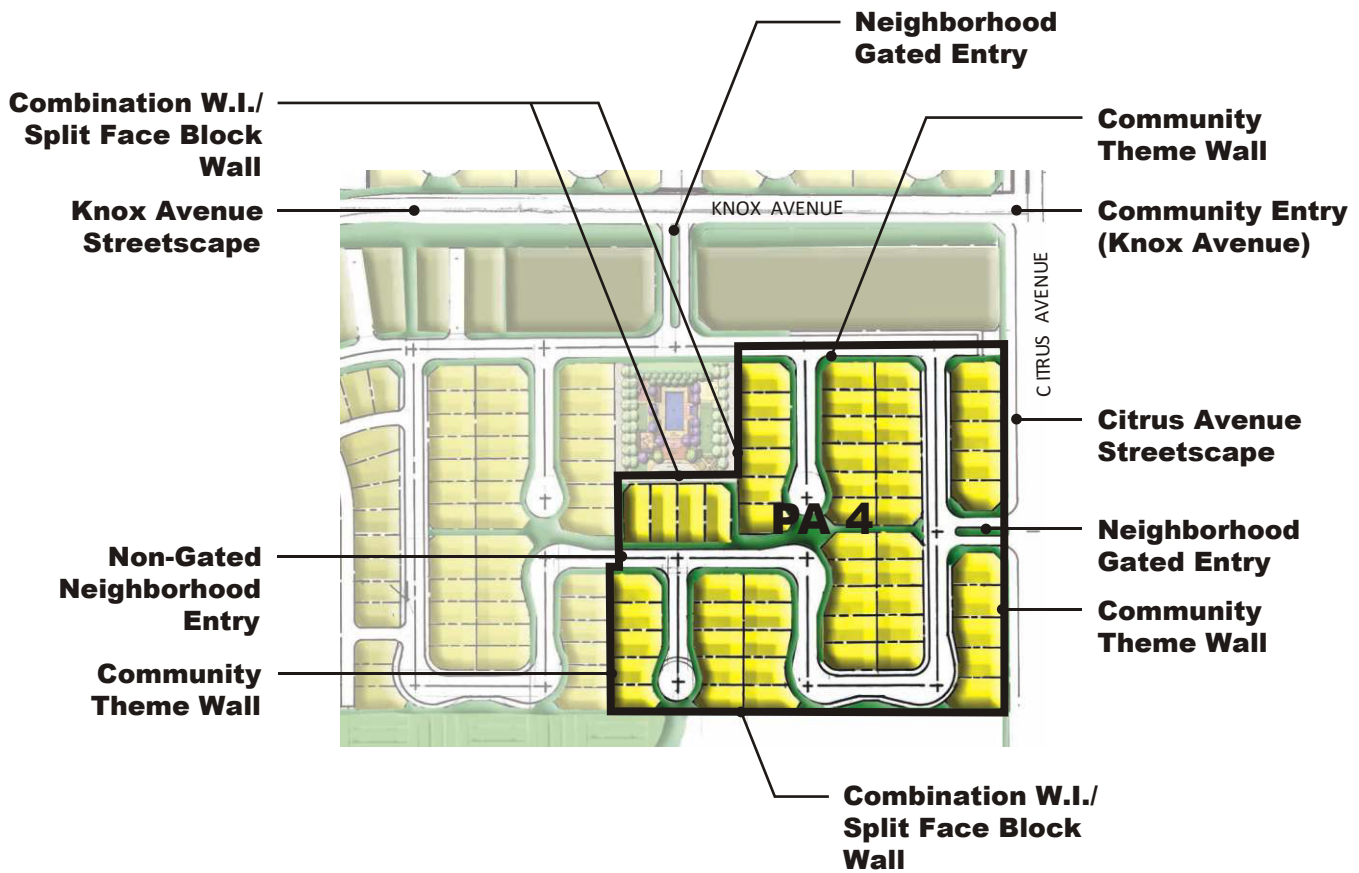 Neighborhood
Gated Entry
Combination W.I./
Split Face Block
Wall
Community
Theme Wall
Knox Avenue
Streetscape
KNOX AVENUE
Community Entry
(Knox Avenue)
CITRUS AVENUE
Citrus Avenue
Streetscape
PA 4
Non-Gated
Neighborhood
Entry
Neighborhood
Gated Entry
Community
Theme Wall
Community
Theme Wall
Combination W.I./
Split Face Block
Wall